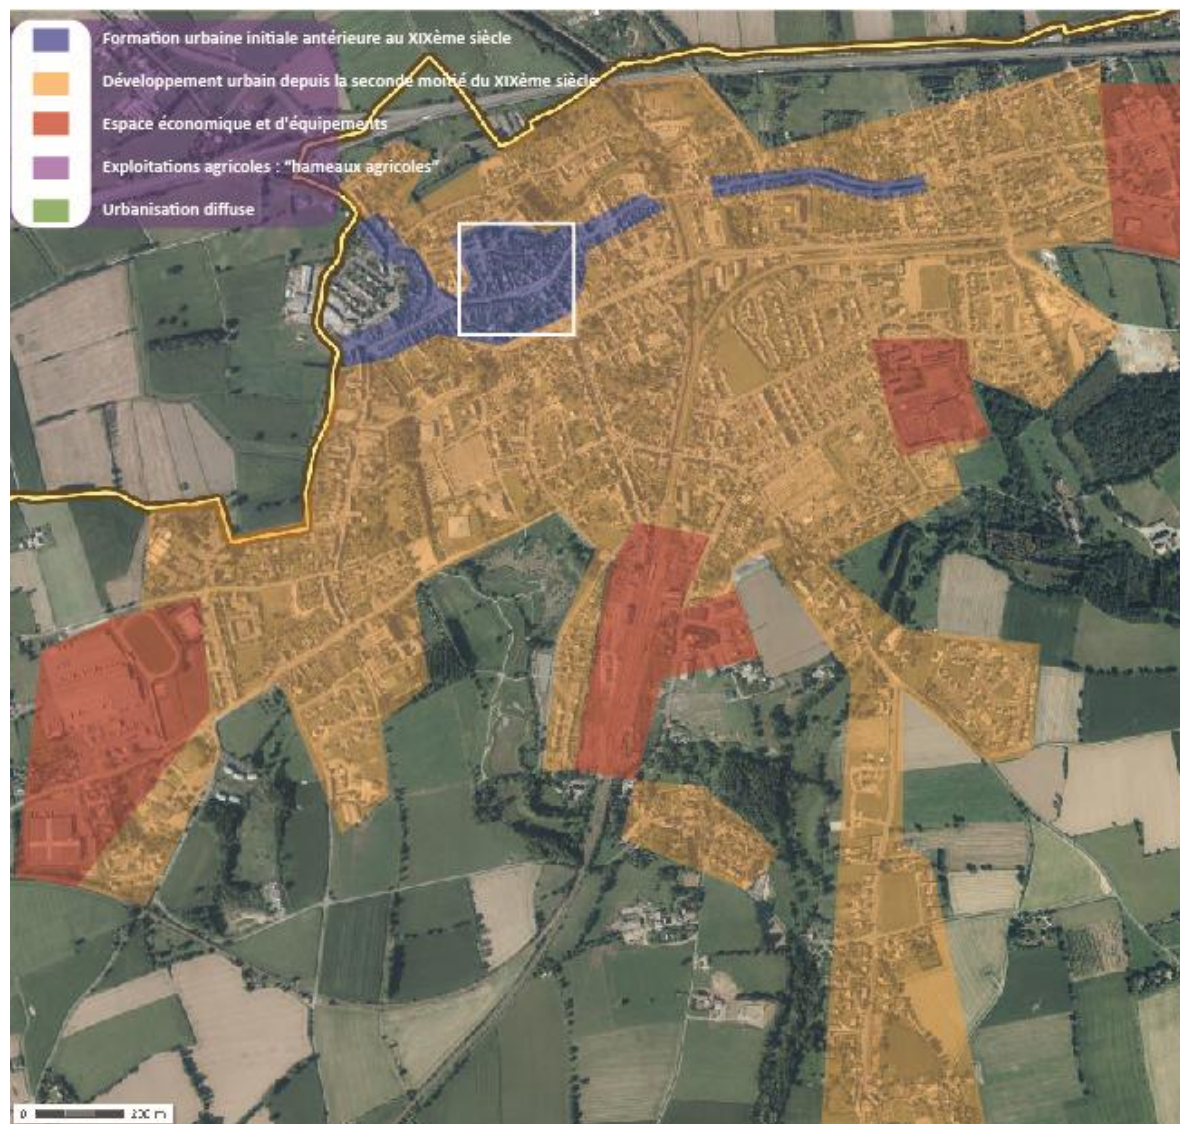 Formation urbaine initiale antérieure au XIXème siècle
Développement urbain depuis la seconde moitié du XIXème siècle
Espace économique et d'équipements
Exploitations agricoles : "hameaux agricoles"
Urbanisation diffuse
0 200 m